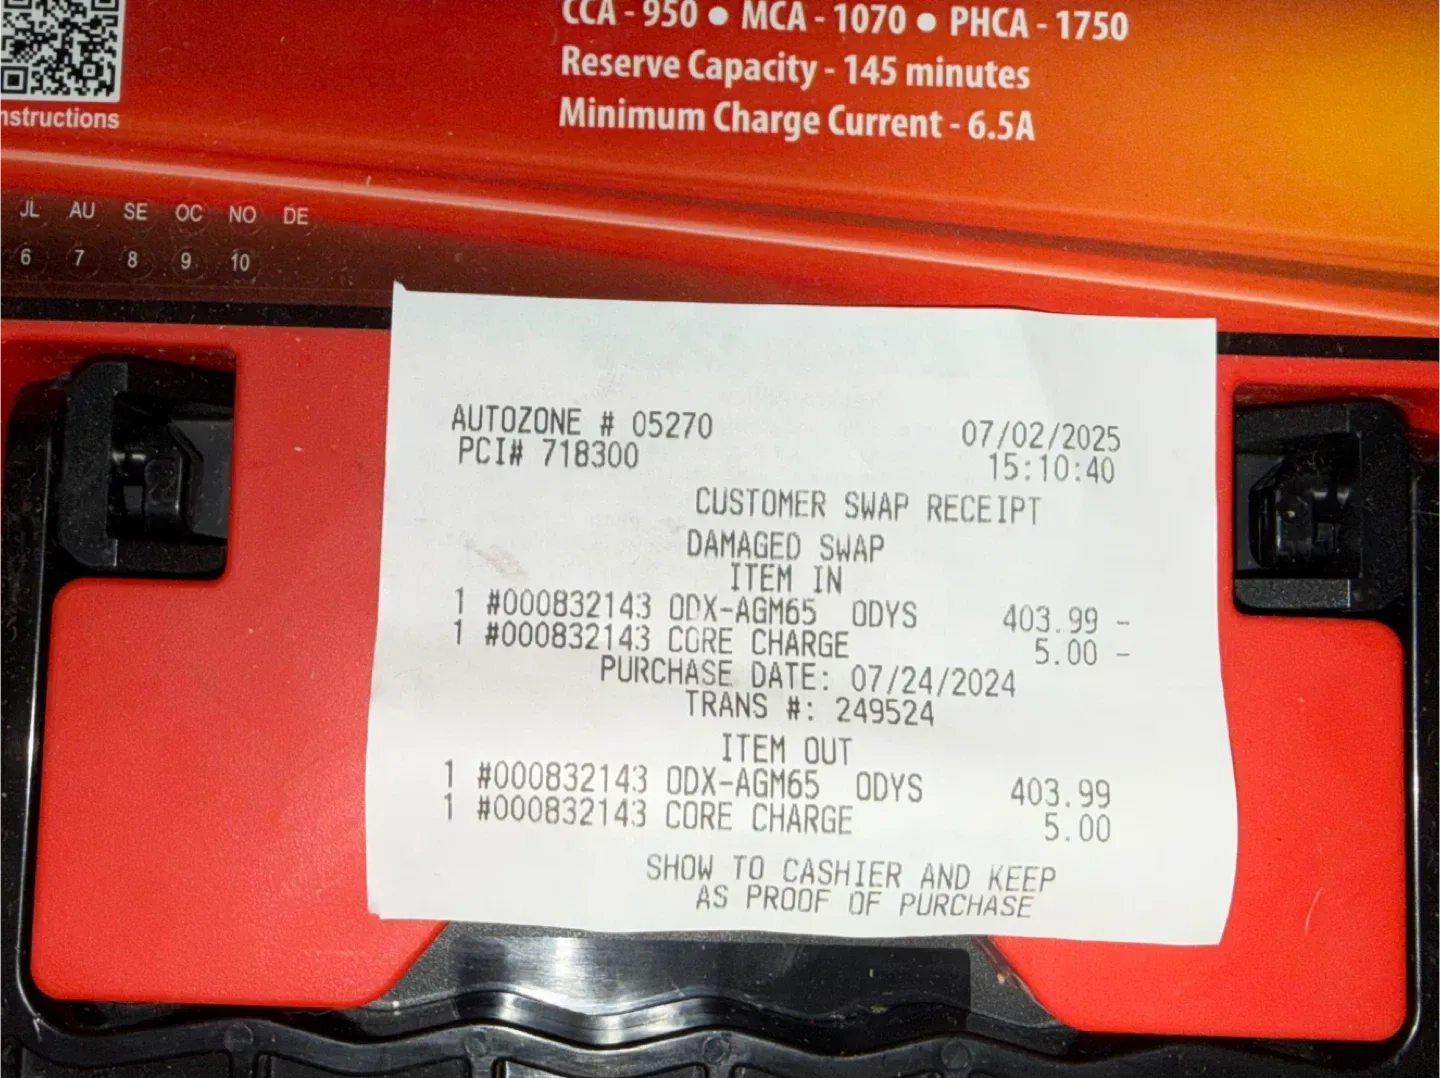 CCA - 950 ● MCA - 1070 ● PHCA - 1750
Reserve Capacity - 145 minutes
Minimum Charge Current - 6.5A
nstructions
JL AU SE OC NO DE
6 7 8 9 10
AUTOZONE # 05270 07/02/2025
PCI# 718300 15:10:40
CUSTOMER SWAP RECEIPT
DAMAGED SWAP
ITEM IN
1 #000832143 ODX-AGM65 ODYS 403.99 -
1 #000832143 CORE CHARGE 5.00 -
PURCHASE DATE: 07/24/2024
TRANS #: 249524
ITEM OUT
1 #000832143 ODX-AGM65 ODYS 403.99
1 #000832143 CORE CHARGE 5.00
SHOW TO CASHIER AND KEEP
AS PROOF OF PURCHASE